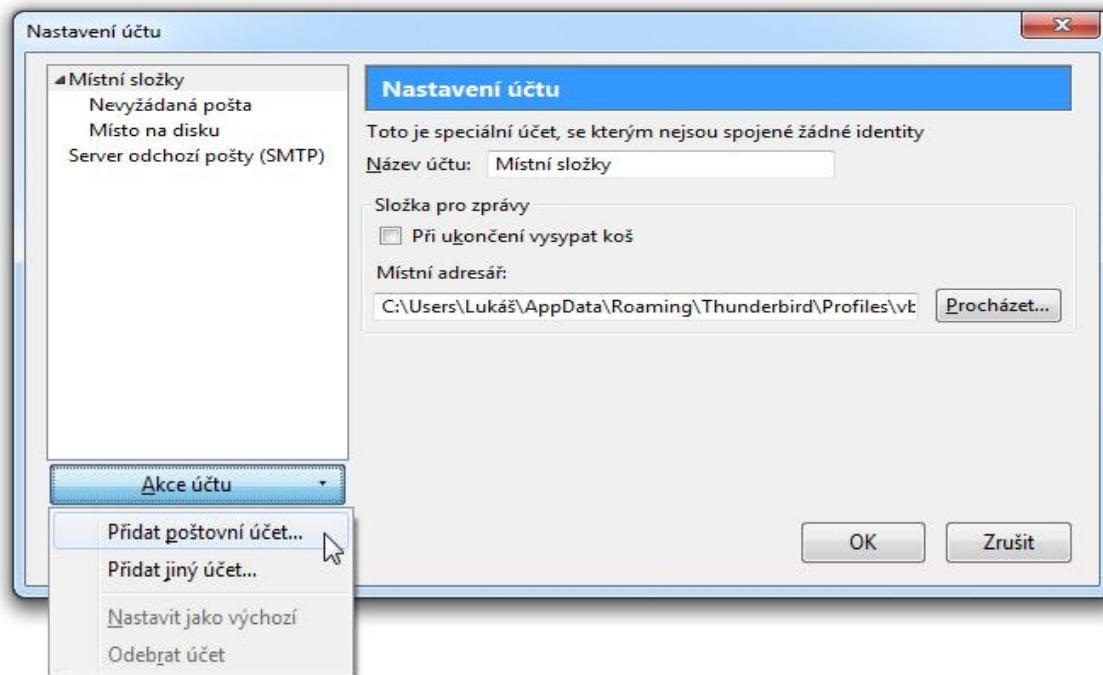 Nastavení účtu
Místní složky
Nevyžádaná pošta
Místo na disku
Server odchozí pošty (SMTP)
Nastavení účtu
Toto je speciální účet, se kterým nejsou spojené žádné identity
Název účtu: Místní složky
Složka pro zprávy
Při ukončení vysypat koš
Místní adresář:
C:\Users\Lukáš\AppData\Roaming\Thunderbird\Profiles\vb Procházet...
Akce účtu
Přidat poštovní účet...
Přidat jiný účet...
Nastavit jako výchozí
Odebrat účet
OK Zrušit